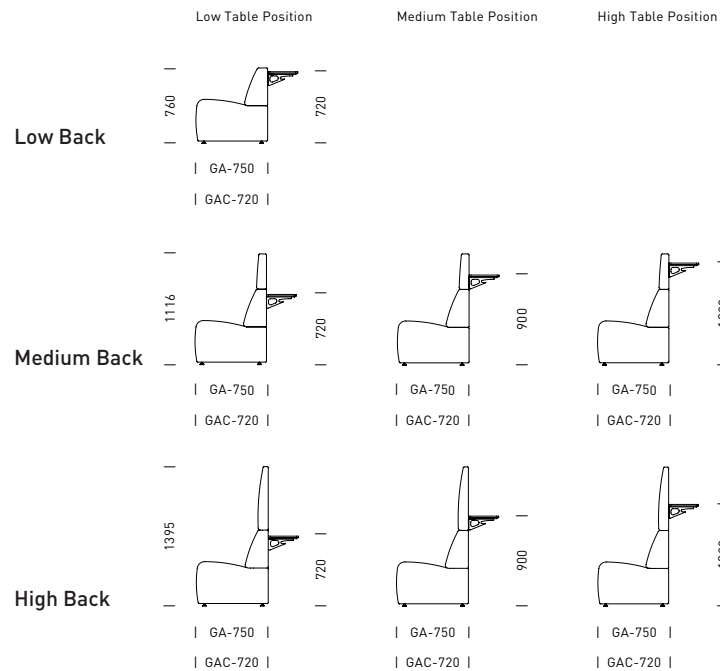 Low Table Position
Medium Table Position
High Table Position
760
720
Low Back
| GA-750 |
| GAC-720 |
1116
720
900
Medium Back
| GA-750 |
| GA-750 |
| GA-750 |
| GAC-720 |
| GAC-720 |
| GAC-720 |
1395
720
900
High Back
| GA-750 |
| GA-750 |
| GA-750 |
| GAC-720 |
| GAC-720 |
| GAC-720 |